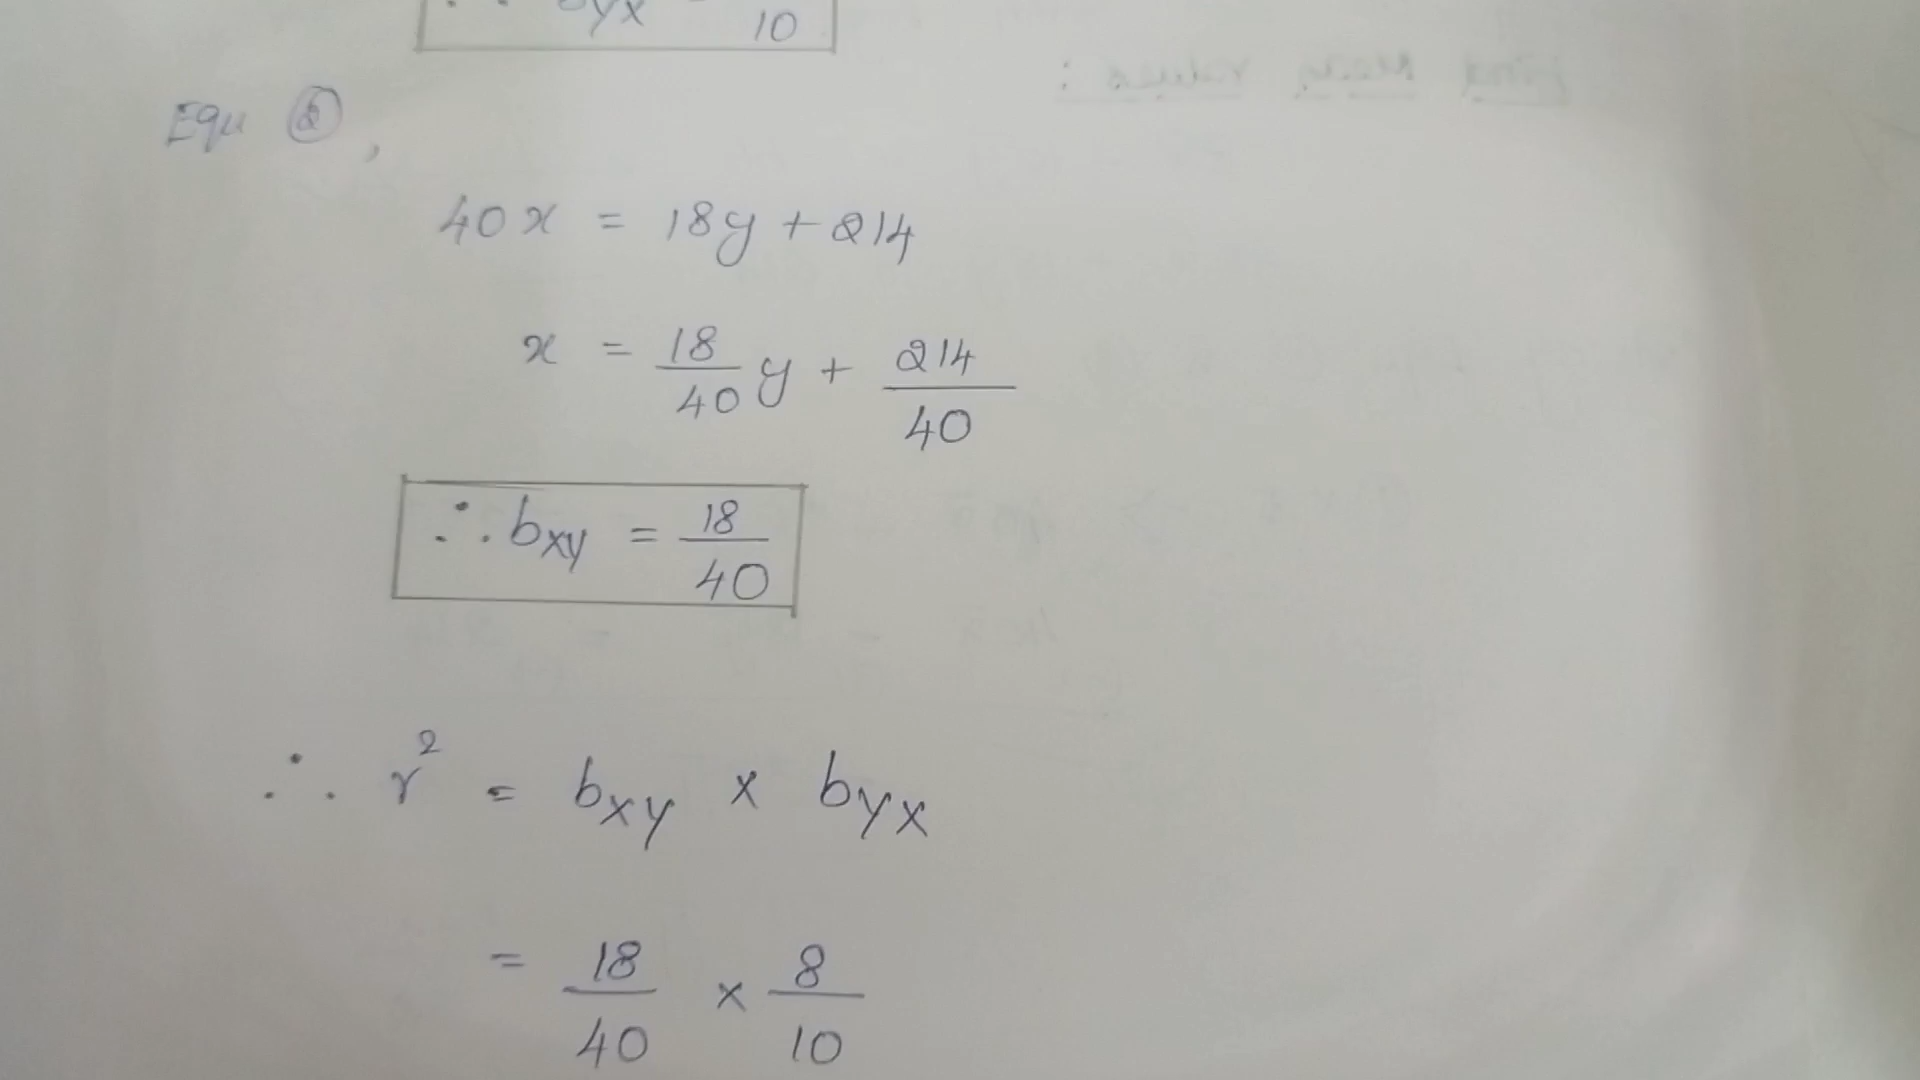 ∴ byx 10
Equ ②,
40x = 18y + 214
x = 18/40 y + 214/40
∴ bxy = 18/40
∴ r² = bxy × byx
= 18/40 × 8/10